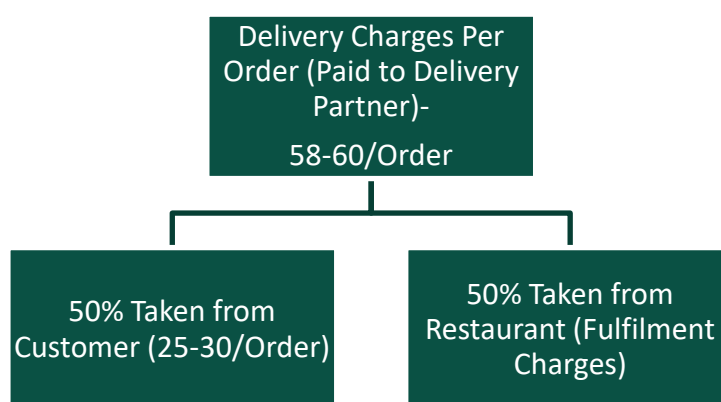 Delivery Charges Per
Order (Paid to Delivery
Partner)-
58-60/Order
50% Taken from
Customer (25-30/Order)
50% Taken from
Restaurant (Fulfilment
Charges)